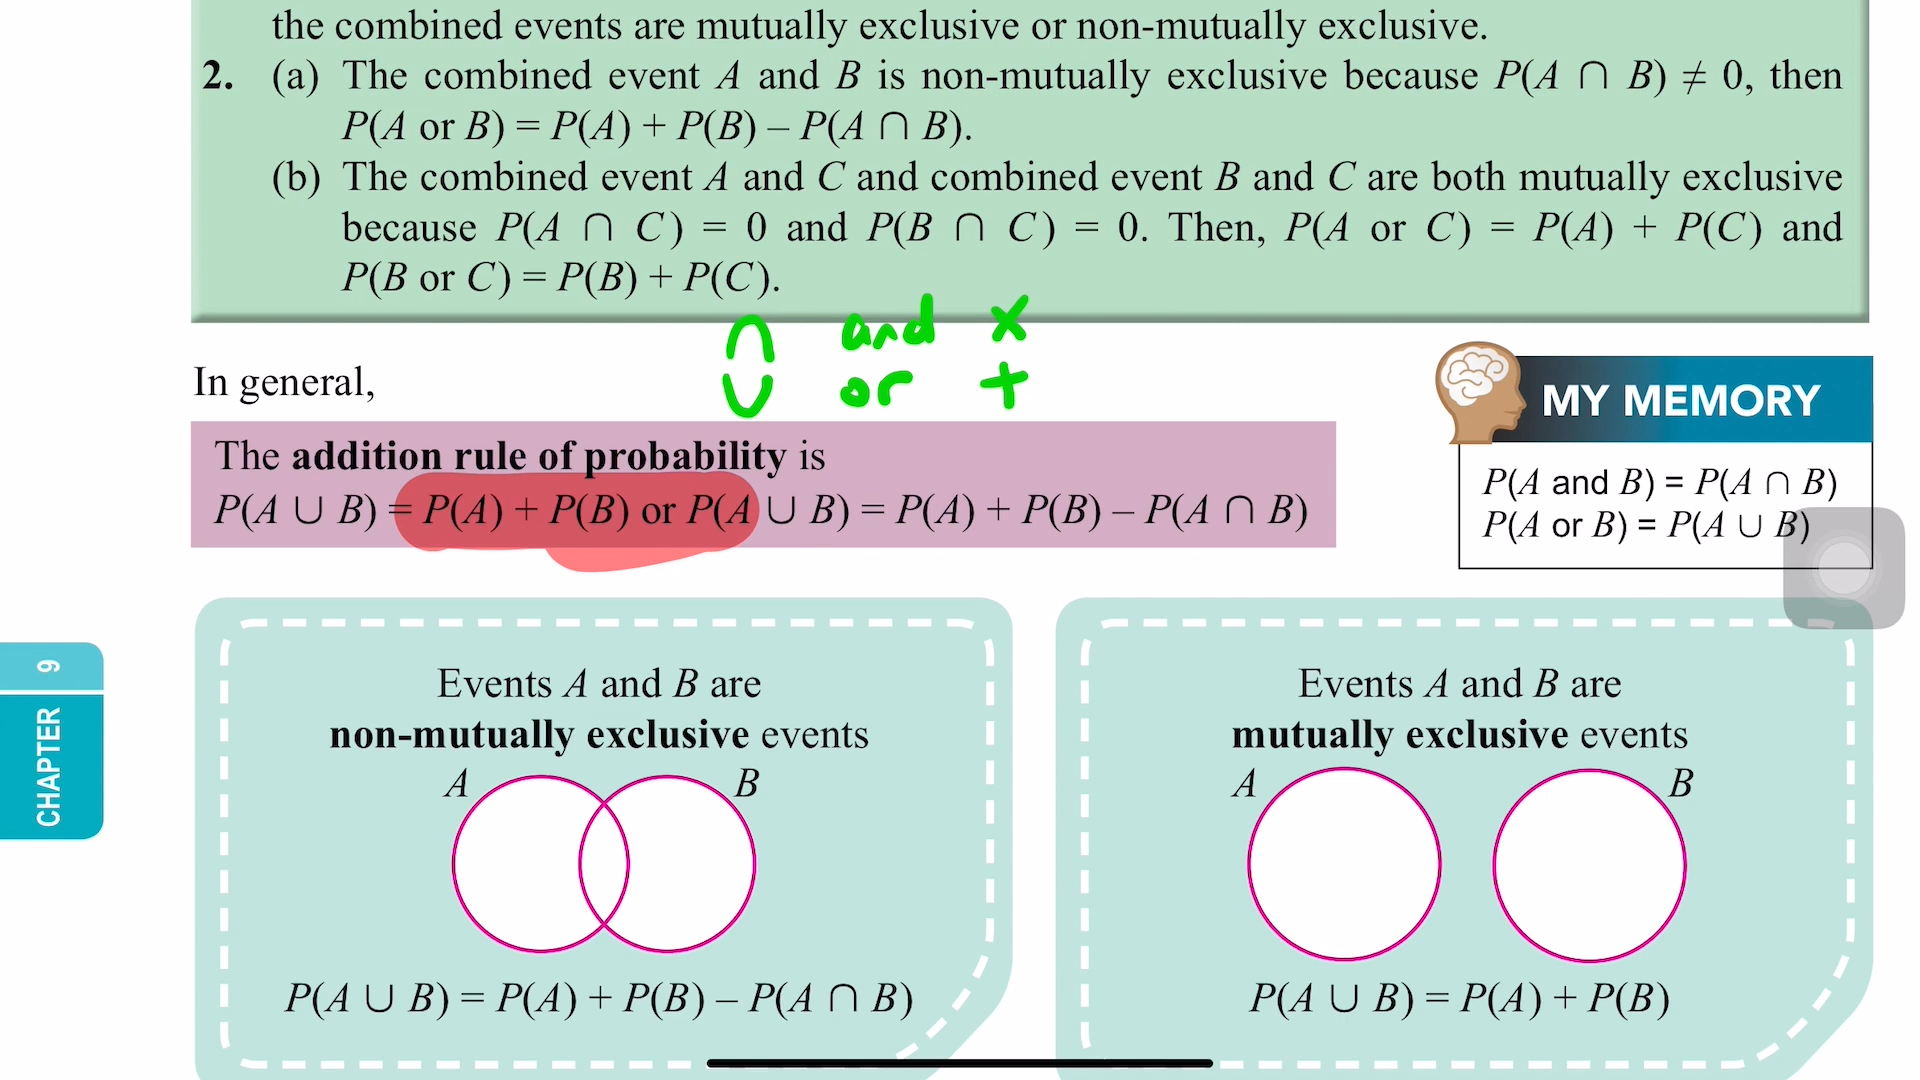 the combined events are mutually exclusive or non-mutually exclusive.
2. (a) The combined event A and B is non-mutually exclusive because P(A ∩ B) ≠ 0, then
P(A or B) = P(A) + P(B) – P(A ∩ B).
(b) The combined event A and C and combined event B and C are both mutually exclusive
because P(A ∩ C) = 0 and P(B ∩ C) = 0. Then, P(A or C) = P(A) + P(C) and
P(B or C) = P(B) + P(C).
∩ and ×
∪ or +
In general,
The addition rule of probability is
P(A ∪ B) = P(A) + P(B) or P(A ∪ B) = P(A) + P(B) – P(A ∩ B)
MY MEMORY
P(A and B) = P(A ∩ B)
P(A or B) = P(A ∪ B)
CHAPTER 9
Events A and B are
non-mutually exclusive events
A B
P(A ∪ B) = P(A) + P(B) – P(A ∩ B)
Events A and B are
mutually exclusive events
A B
P(A ∪ B) = P(A) + P(B)